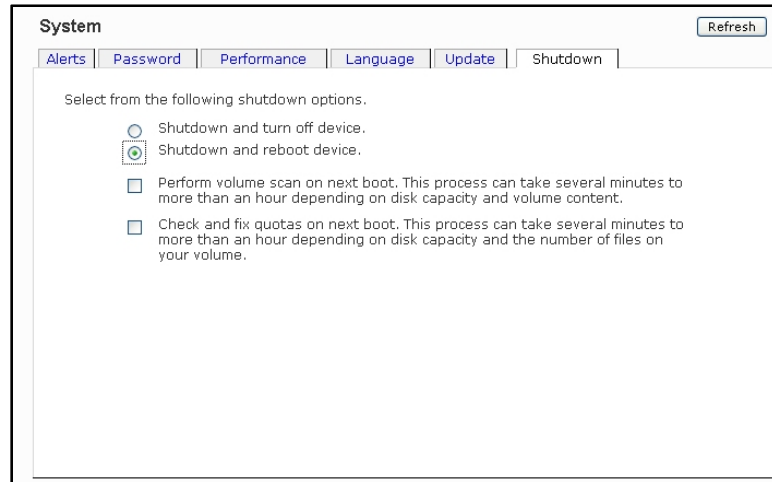 System
Refresh
Alerts
Password
Performance
Language
Update
Shutdown
Select from the following shutdown options.
Shutdown and turn off device.
Shutdown and reboot device.
Perform volume scan on next boot. This process can take several minutes to
more than an hour depending on disk capacity and volume content.
Check and fix quotas on next boot. This process can take several minutes to
more than an hour depending on disk capacity and the number of files on
your volume.